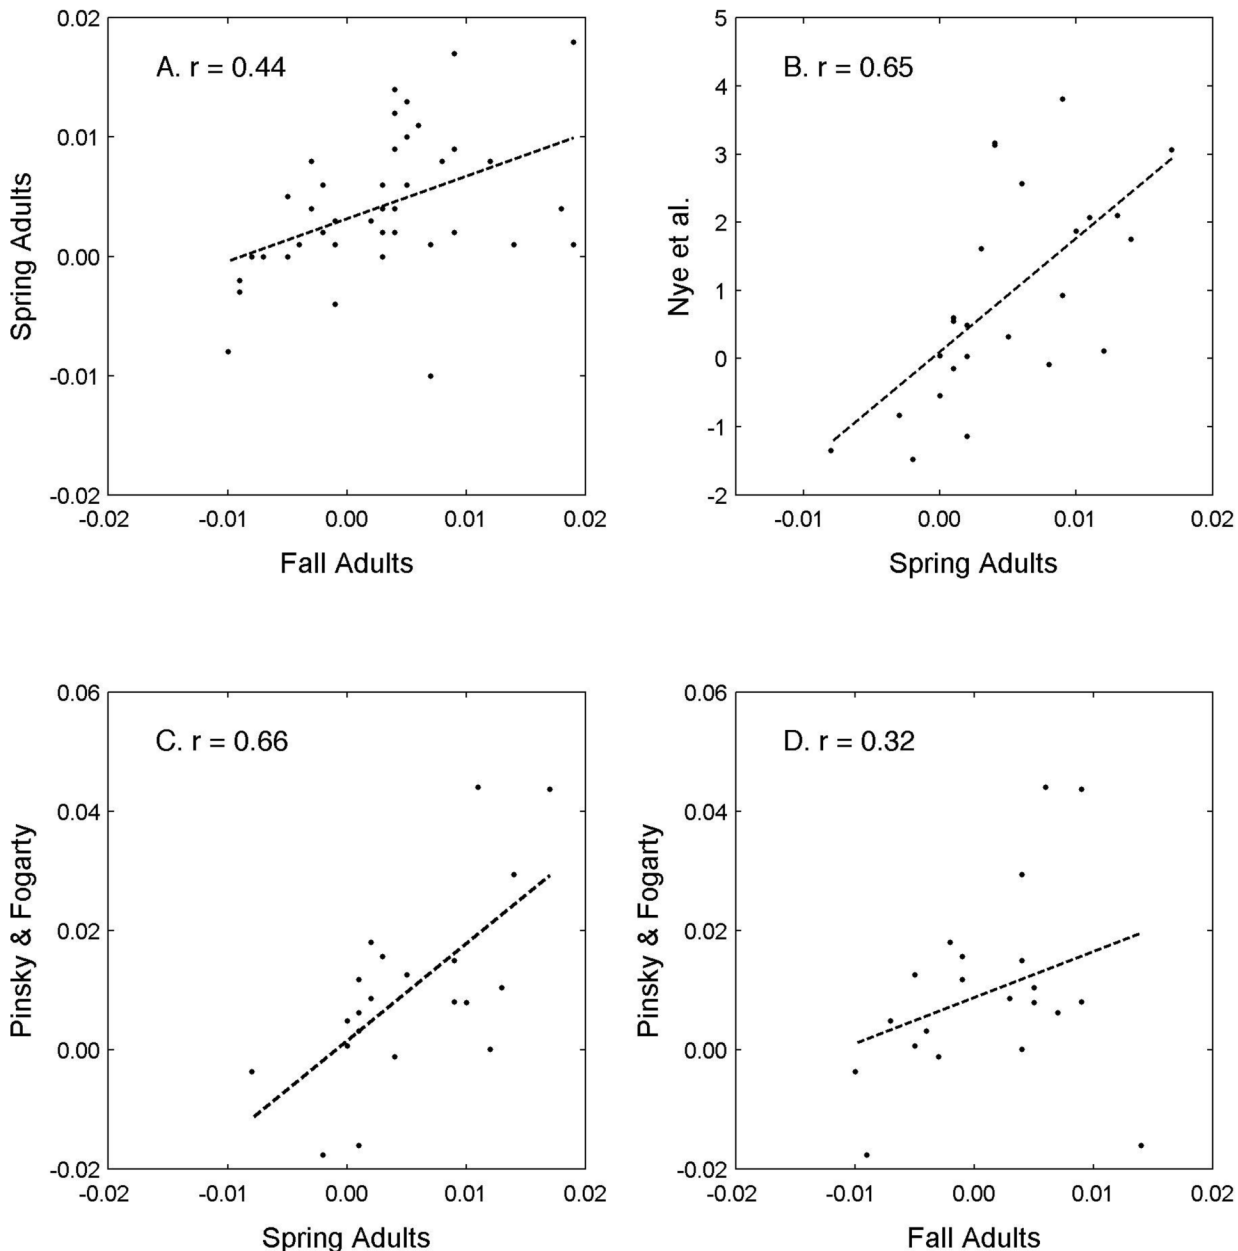 A. r = 0.44
0.02
0.01
0.00
-0.01
-0.02
Spring Adults
-0.02 -0.01 0.00 0.01 0.02
Fall Adults
B. r = 0.65
5
4
3
2
1
0
-1
-2
Nye et al.
-0.01 0.00 0.01 0.02
Spring Adults
C. r = 0.66
0.06
0.04
0.02
0.00
-0.02
Pinsky & Fogarty
-0.02 -0.01 0.00 0.01 0.02
Spring Adults
D. r = 0.32
0.06
0.04
0.02
0.00
-0.02
Pinsky & Fogarty
-0.02 -0.01 0.00 0.01 0.02
Fall Adults